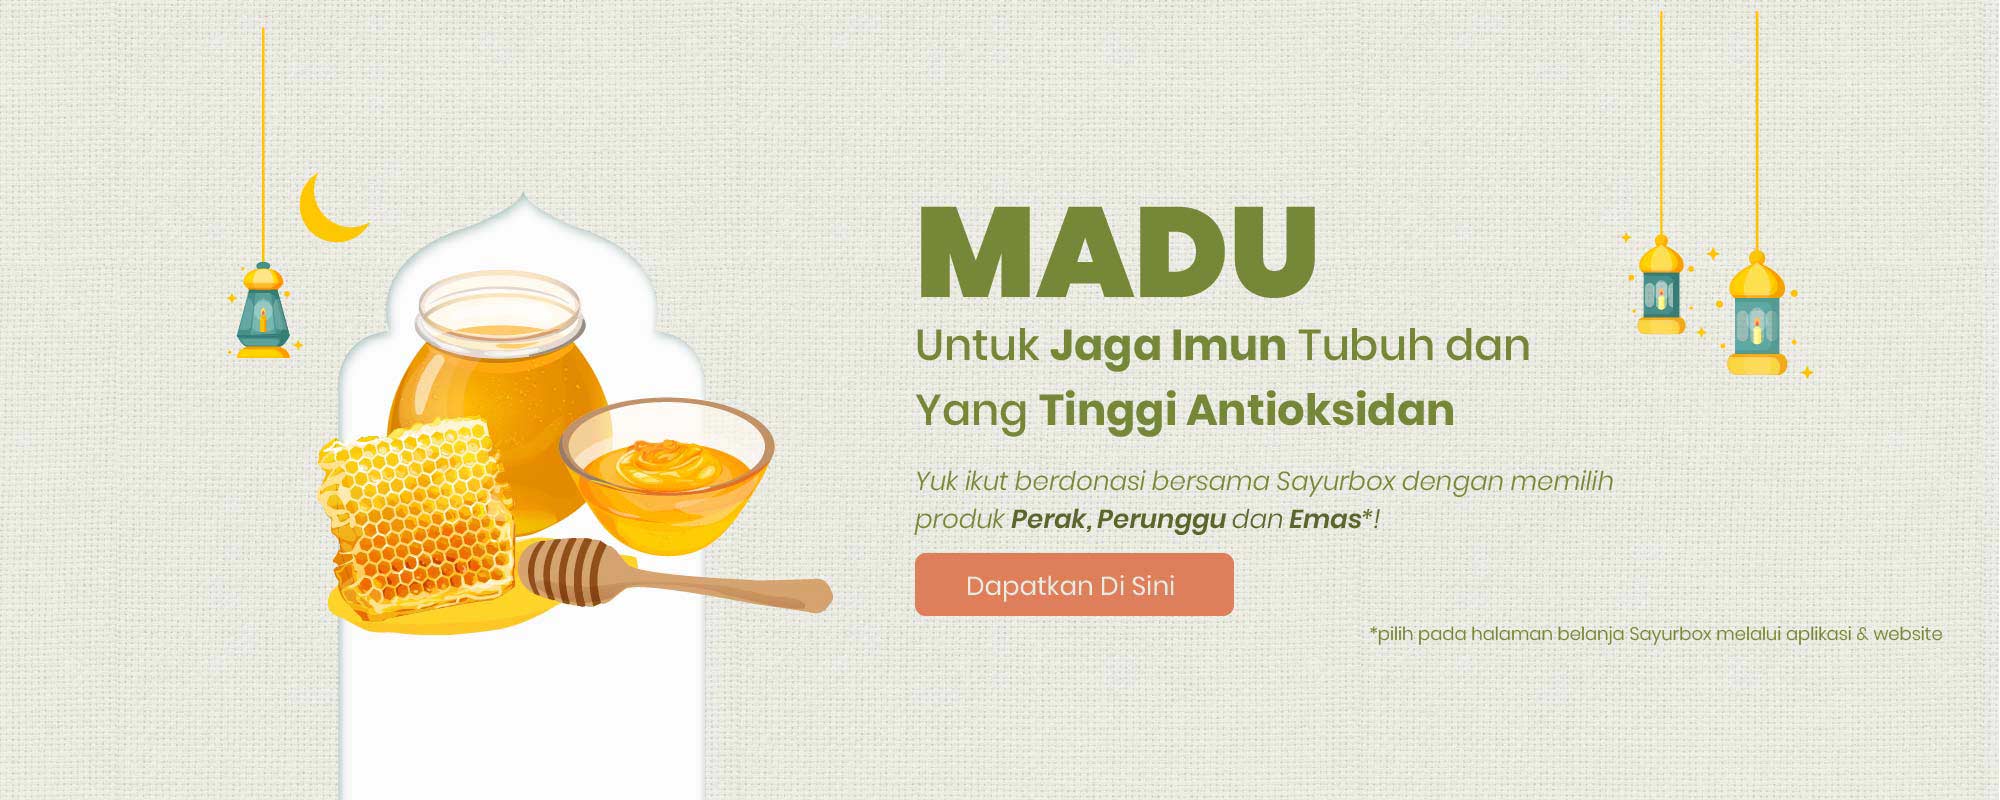 MADU
Untuk Jaga Imun Tubuh dan
Yang Tinggi Antioksidan
Yuk ikut berdonasi bersama Sayurbox dengan memilih
produk Perak, Perunggu dan Emas*!
Dapatkan Di Sini
*pilih pada halaman belanja Sayurbox melalui aplikasi & website